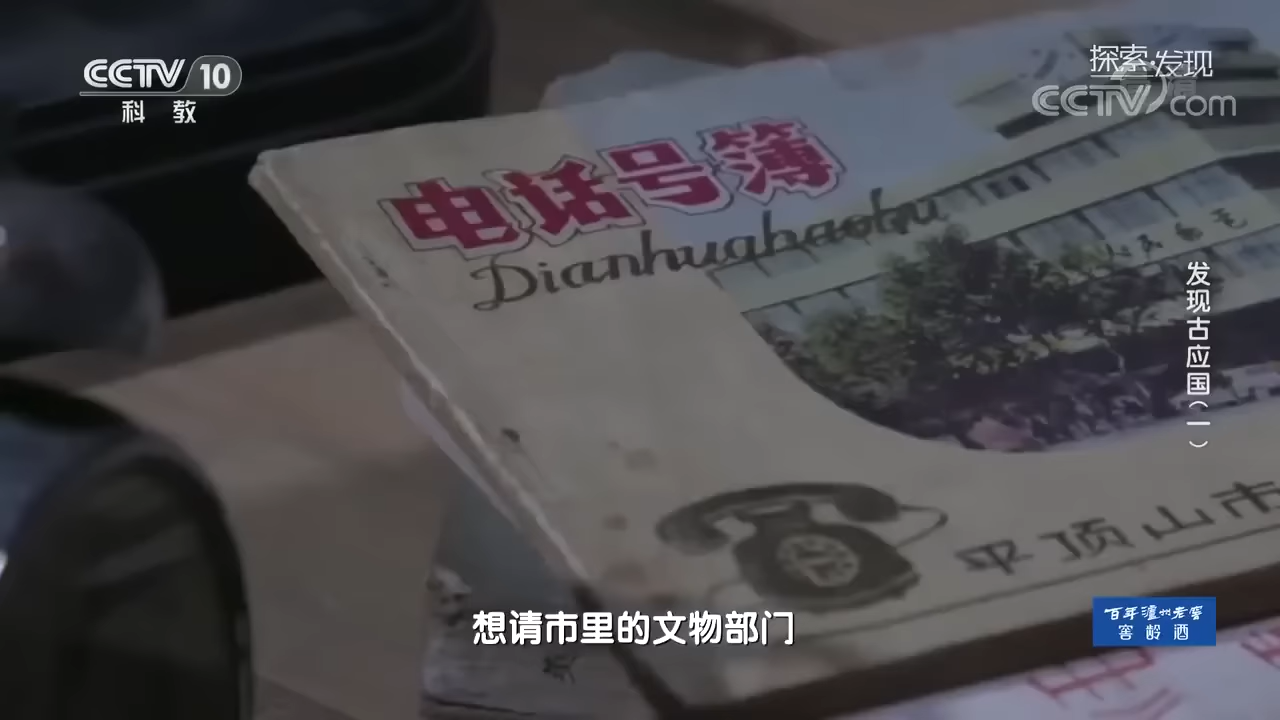 CCTV 10
科教
探索·发现
CCTV com
电话号簿
Dianhuahaobu
发现古应国(一)
平顶山市
想请市里的文物部门
百年泸州老窖
窖龄酒